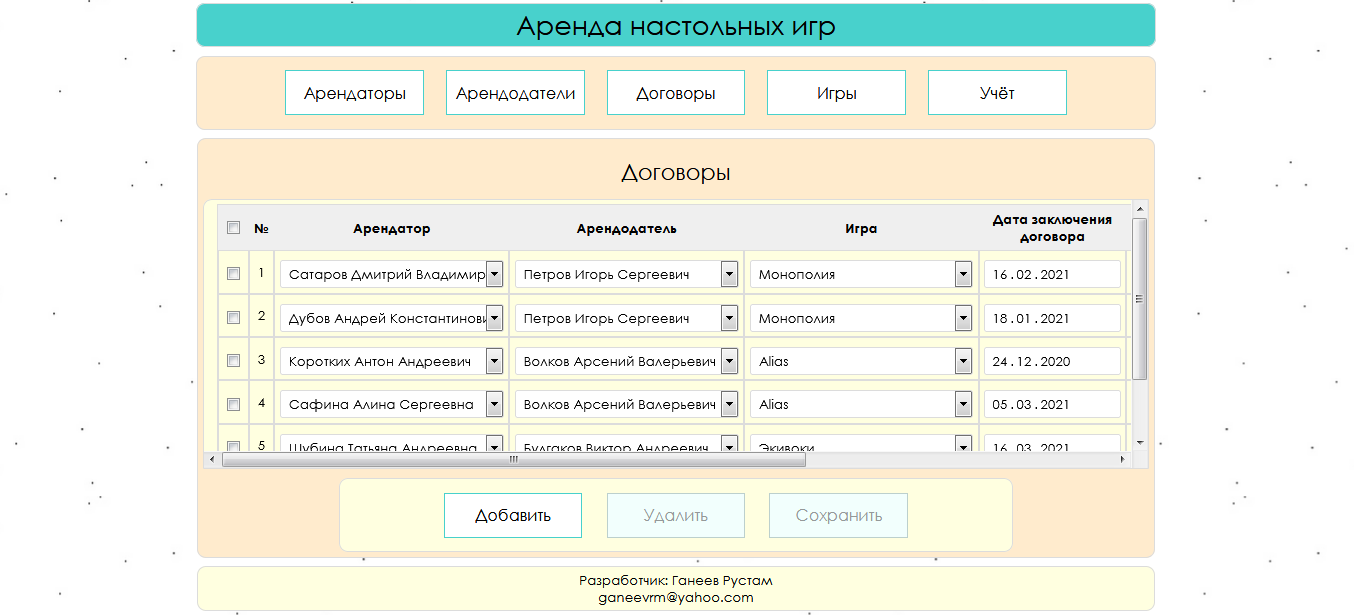 Аренда настольных игр
Арендаторы Арендодатели Договоры Игры Учёт
Договоры
№ Арендатор Арендодатель Игра Дата заключения договора
1 Сатаров Дмитрий Владимир Петров Игорь Сергеевич Монополия 16.02.2021
2 Дубов Андрей Константинови Петров Игорь Сергеевич Монополия 18.01.2021
3 Коротких Антон Андреевич Волков Арсений Валерьевич Alias 24.12.2020
4 Сафина Алина Сергеевна Волков Арсений Валерьевич Alias 05.03.2021
5 Шубина Татьяна Андреевна Булгаков Виктор Андреевич Экивоки 16.03.2021
Добавить Удалить Сохранить
Разработчик: Ганеев Рустам
ganeevrm@yahoo.com